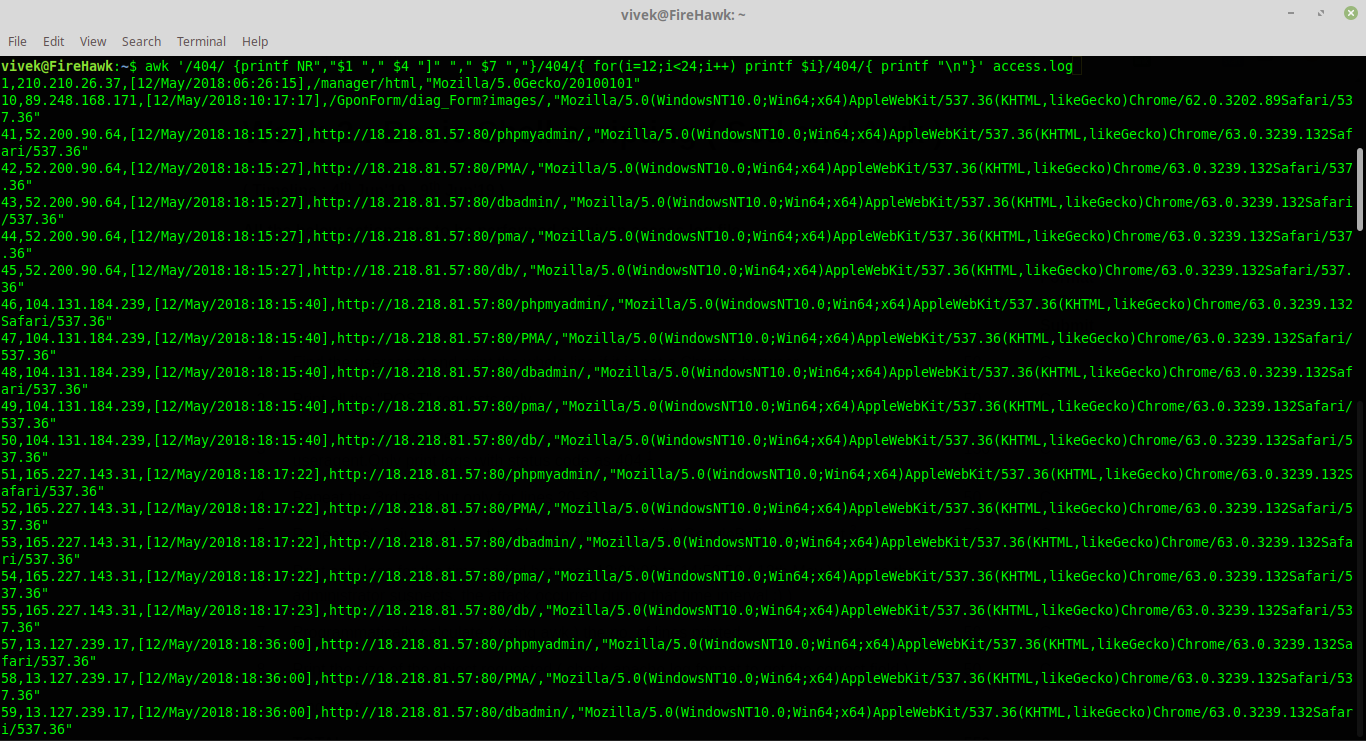 vivek@FireHawk: ~
File Edit View Search Terminal Help
vivek@FireHawk:~$ awk '/404/ {printf NR","$1 "," $4 "]" "," $7 ","}/404/{ for(i=12;i<24;i++) printf $i}/404/{ printf "\n"}' access.log
1,210.210.26.37,[12/May/2018:06:26:15],/manager/html,"Mozilla/5.0Gecko/20100101"
10,89.248.168.171,[12/May/2018:10:17:17],/GponForm/diag_Form?images/,"Mozilla/5.0(WindowsNT10.0;Win64;x64)AppleWebKit/537.36(KHTML,likeGecko)Chrome/62.0.3202.89Safari/53
7.36"
41,52.200.90.64,[12/May/2018:18:15:27],http://18.218.81.57:80/phpmyadmin/,"Mozilla/5.0(WindowsNT10.0;Win64;x64)AppleWebKit/537.36(KHTML,likeGecko)Chrome/63.0.3239.132Saf
ari/537.36"
42,52.200.90.64,[12/May/2018:18:15:27],http://18.218.81.57:80/PMA/,"Mozilla/5.0(WindowsNT10.0;Win64;x64)AppleWebKit/537.36(KHTML,likeGecko)Chrome/63.0.3239.132Safari/537
.36"
43,52.200.90.64,[12/May/2018:18:15:27],http://18.218.81.57:80/dbadmin/,"Mozilla/5.0(WindowsNT10.0;Win64;x64)AppleWebKit/537.36(KHTML,likeGecko)Chrome/63.0.3239.132Safari
/537.36"
44,52.200.90.64,[12/May/2018:18:15:27],http://18.218.81.57:80/pma/,"Mozilla/5.0(WindowsNT10.0;Win64;x64)AppleWebKit/537.36(KHTML,likeGecko)Chrome/63.0.3239.132Safari/537
.36"
45,52.200.90.64,[12/May/2018:18:15:27],http://18.218.81.57:80/db/,"Mozilla/5.0(WindowsNT10.0;Win64;x64)AppleWebKit/537.36(KHTML,likeGecko)Chrome/63.0.3239.132Safari/537.
36"
46,104.131.184.239,[12/May/2018:18:15:40],http://18.218.81.57:80/phpmyadmin/,"Mozilla/5.0(WindowsNT10.0;Win64;x64)AppleWebKit/537.36(KHTML,likeGecko)Chrome/63.0.3239.132
Safari/537.36"
47,104.131.184.239,[12/May/2018:18:15:40],http://18.218.81.57:80/PMA/,"Mozilla/5.0(WindowsNT10.0;Win64;x64)AppleWebKit/537.36(KHTML,likeGecko)Chrome/63.0.3239.132Safari/
537.36"
48,104.131.184.239,[12/May/2018:18:15:40],http://18.218.81.57:80/dbadmin/,"Mozilla/5.0(WindowsNT10.0;Win64;x64)AppleWebKit/537.36(KHTML,likeGecko)Chrome/63.0.3239.132Saf
ari/537.36"
49,104.131.184.239,[12/May/2018:18:15:40],http://18.218.81.57:80/pma/,"Mozilla/5.0(WindowsNT10.0;Win64;x64)AppleWebKit/537.36(KHTML,likeGecko)Chrome/63.0.3239.132Safari/
537.36"
50,104.131.184.239,[12/May/2018:18:15:40],http://18.218.81.57:80/db/,"Mozilla/5.0(WindowsNT10.0;Win64;x64)AppleWebKit/537.36(KHTML,likeGecko)Chrome/63.0.3239.132Safari/5
37.36"
51,165.227.143.31,[12/May/2018:18:17:22],http://18.218.81.57:80/phpmyadmin/,"Mozilla/5.0(WindowsNT10.0;Win64;x64)AppleWebKit/537.36(KHTML,likeGecko)Chrome/63.0.3239.132S
afari/537.36"
52,165.227.143.31,[12/May/2018:18:17:22],http://18.218.81.57:80/PMA/,"Mozilla/5.0(WindowsNT10.0;Win64;x64)AppleWebKit/537.36(KHTML,likeGecko)Chrome/63.0.3239.132Safari/5
37.36"
53,165.227.143.31,[12/May/2018:18:17:22],http://18.218.81.57:80/dbadmin/,"Mozilla/5.0(WindowsNT10.0;Win64;x64)AppleWebKit/537.36(KHTML,likeGecko)Chrome/63.0.3239.132Safa
ri/537.36"
54,165.227.143.31,[12/May/2018:18:17:22],http://18.218.81.57:80/pma/,"Mozilla/5.0(WindowsNT10.0;Win64;x64)AppleWebKit/537.36(KHTML,likeGecko)Chrome/63.0.3239.132Safari/5
37.36"
55,165.227.143.31,[12/May/2018:18:17:23],http://18.218.81.57:80/db/,"Mozilla/5.0(WindowsNT10.0;Win64;x64)AppleWebKit/537.36(KHTML,likeGecko)Chrome/63.0.3239.132Safari/53
7.36"
57,13.127.239.17,[12/May/2018:18:36:00],http://18.218.81.57:80/phpmyadmin/,"Mozilla/5.0(WindowsNT10.0;Win64;x64)AppleWebKit/537.36(KHTML,likeGecko)Chrome/63.0.3239.132Sa
fari/537.36"
58,13.127.239.17,[12/May/2018:18:36:00],http://18.218.81.57:80/PMA/,"Mozilla/5.0(WindowsNT10.0;Win64;x64)AppleWebKit/537.36(KHTML,likeGecko)Chrome/63.0.3239.132Safari/53
7.36"
59,13.127.239.17,[12/May/2018:18:36:00],http://18.218.81.57:80/dbadmin/,"Mozilla/5.0(WindowsNT10.0;Win64;x64)AppleWebKit/537.36(KHTML,likeGecko)Chrome/63.0.3239.132Safar
i/537.36"